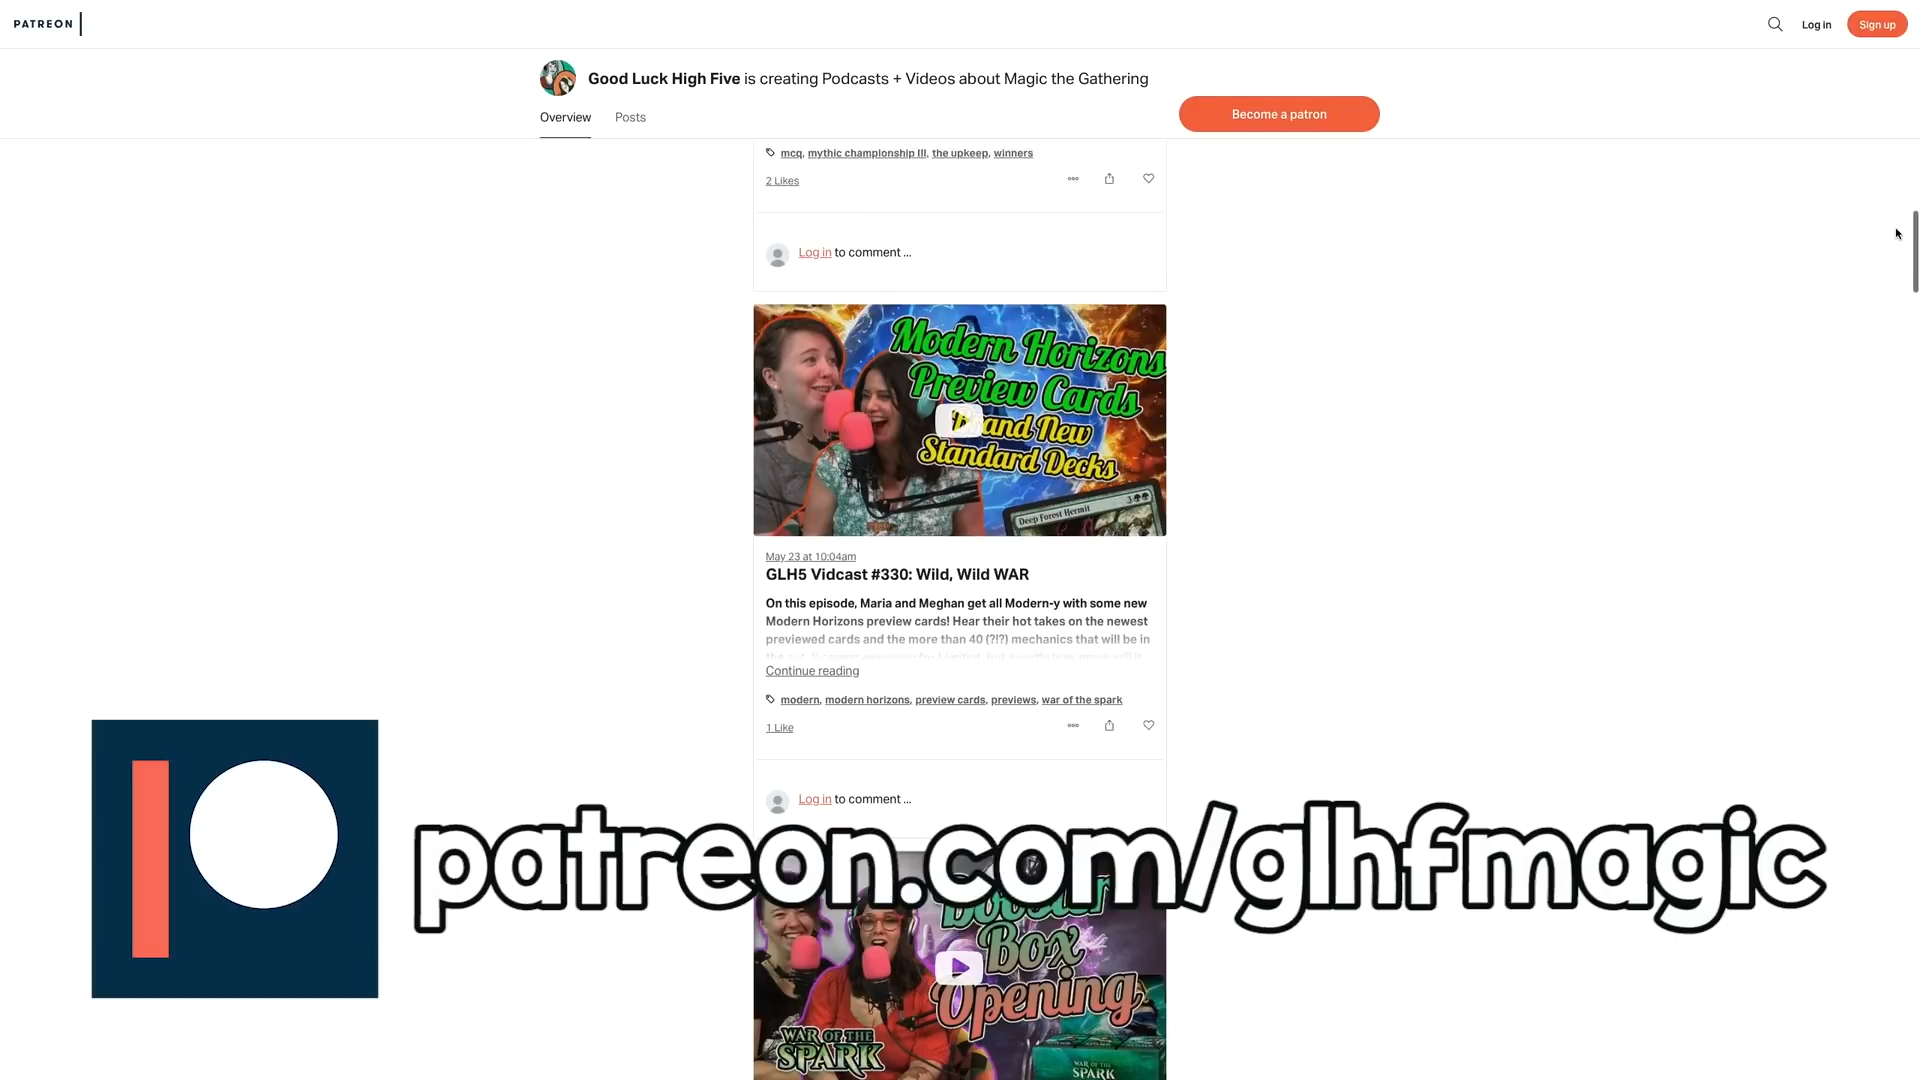 PATREON
Log in
Sign up
Good Luck High Five is creating Podcasts + Videos about Magic the Gathering
Overview
Posts
Become a patron
mcq, mythic championship III, the upkeep, winners
2 Likes
Log in to comment ...
Modern Horizons
Preview Cards
Brand New
Standard Decks
Deep Forest Hermit
3
May 23 at 10:04am
GLH5 Vidcast #330: Wild, Wild WAR
On this episode, Maria and Meghan get all Modern-y with some new
Modern Horizons preview cards! Hear their hot takes on the newest
previewed cards and the more than 40 (?!?) mechanics that will be in
Continue reading
modern, modern horizons, preview cards, previews, war of the spark
1 Like
Log in to comment ...
patreon.com/glhfmagic
Booster
Box
Opening
WAR OF THE
SPARK
WAR OF THE
SPARK